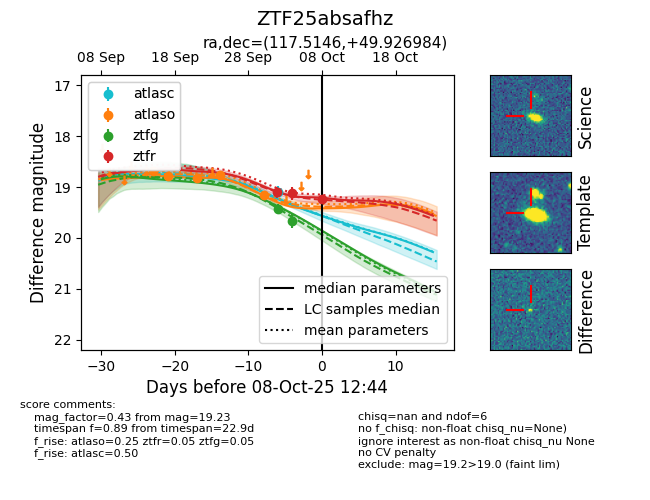 ZTF25absafhz
ra,dec=(117.5146,+49.926984)
08 Sep 18 Sep 28 Sep 08 Oct 18 Oct
17
18
19
20
21
22
Difference magnitude
atlasc
atlaso
ztfg
ztfr
median parameters
LC samples median
mean parameters
−30 −20 −10 0 10
Days before 08-Oct-25 12:44
Science
Template
Difference
score comments:
mag_factor=0.43 from mag=19.23
timespan f=0.89 from timespan=22.9d
f_rise: atlaso=0.25 ztfr=0.05 ztfg=0.05
f_rise: atlasc=0.50
chisq=nan and ndof=6
no f_chisq: non-float chisq_nu=None)
ignore interest as non-float chisq_nu None
no CV penalty
exclude: mag=19.2>19.0 (faint lim)